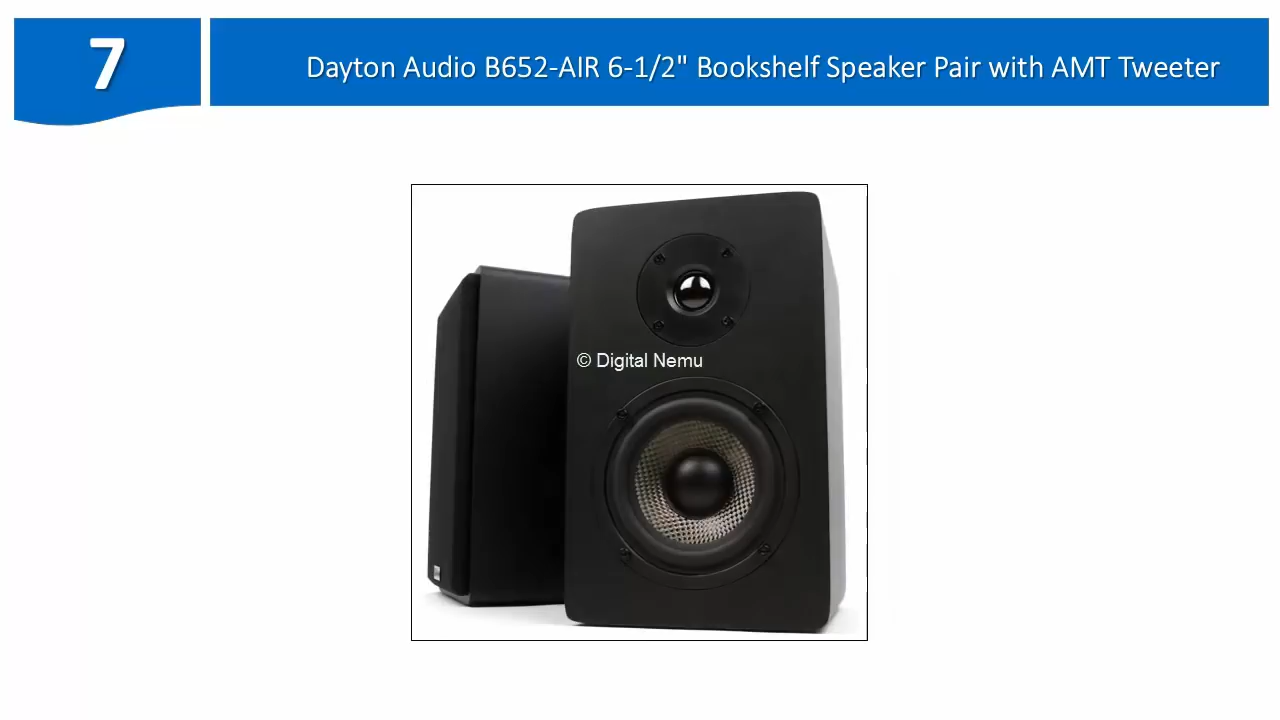 7
Dayton Audio B652-AIR 6-1/2" Bookshelf Speaker Pair with AMT Tweeter
© Digital Nemu